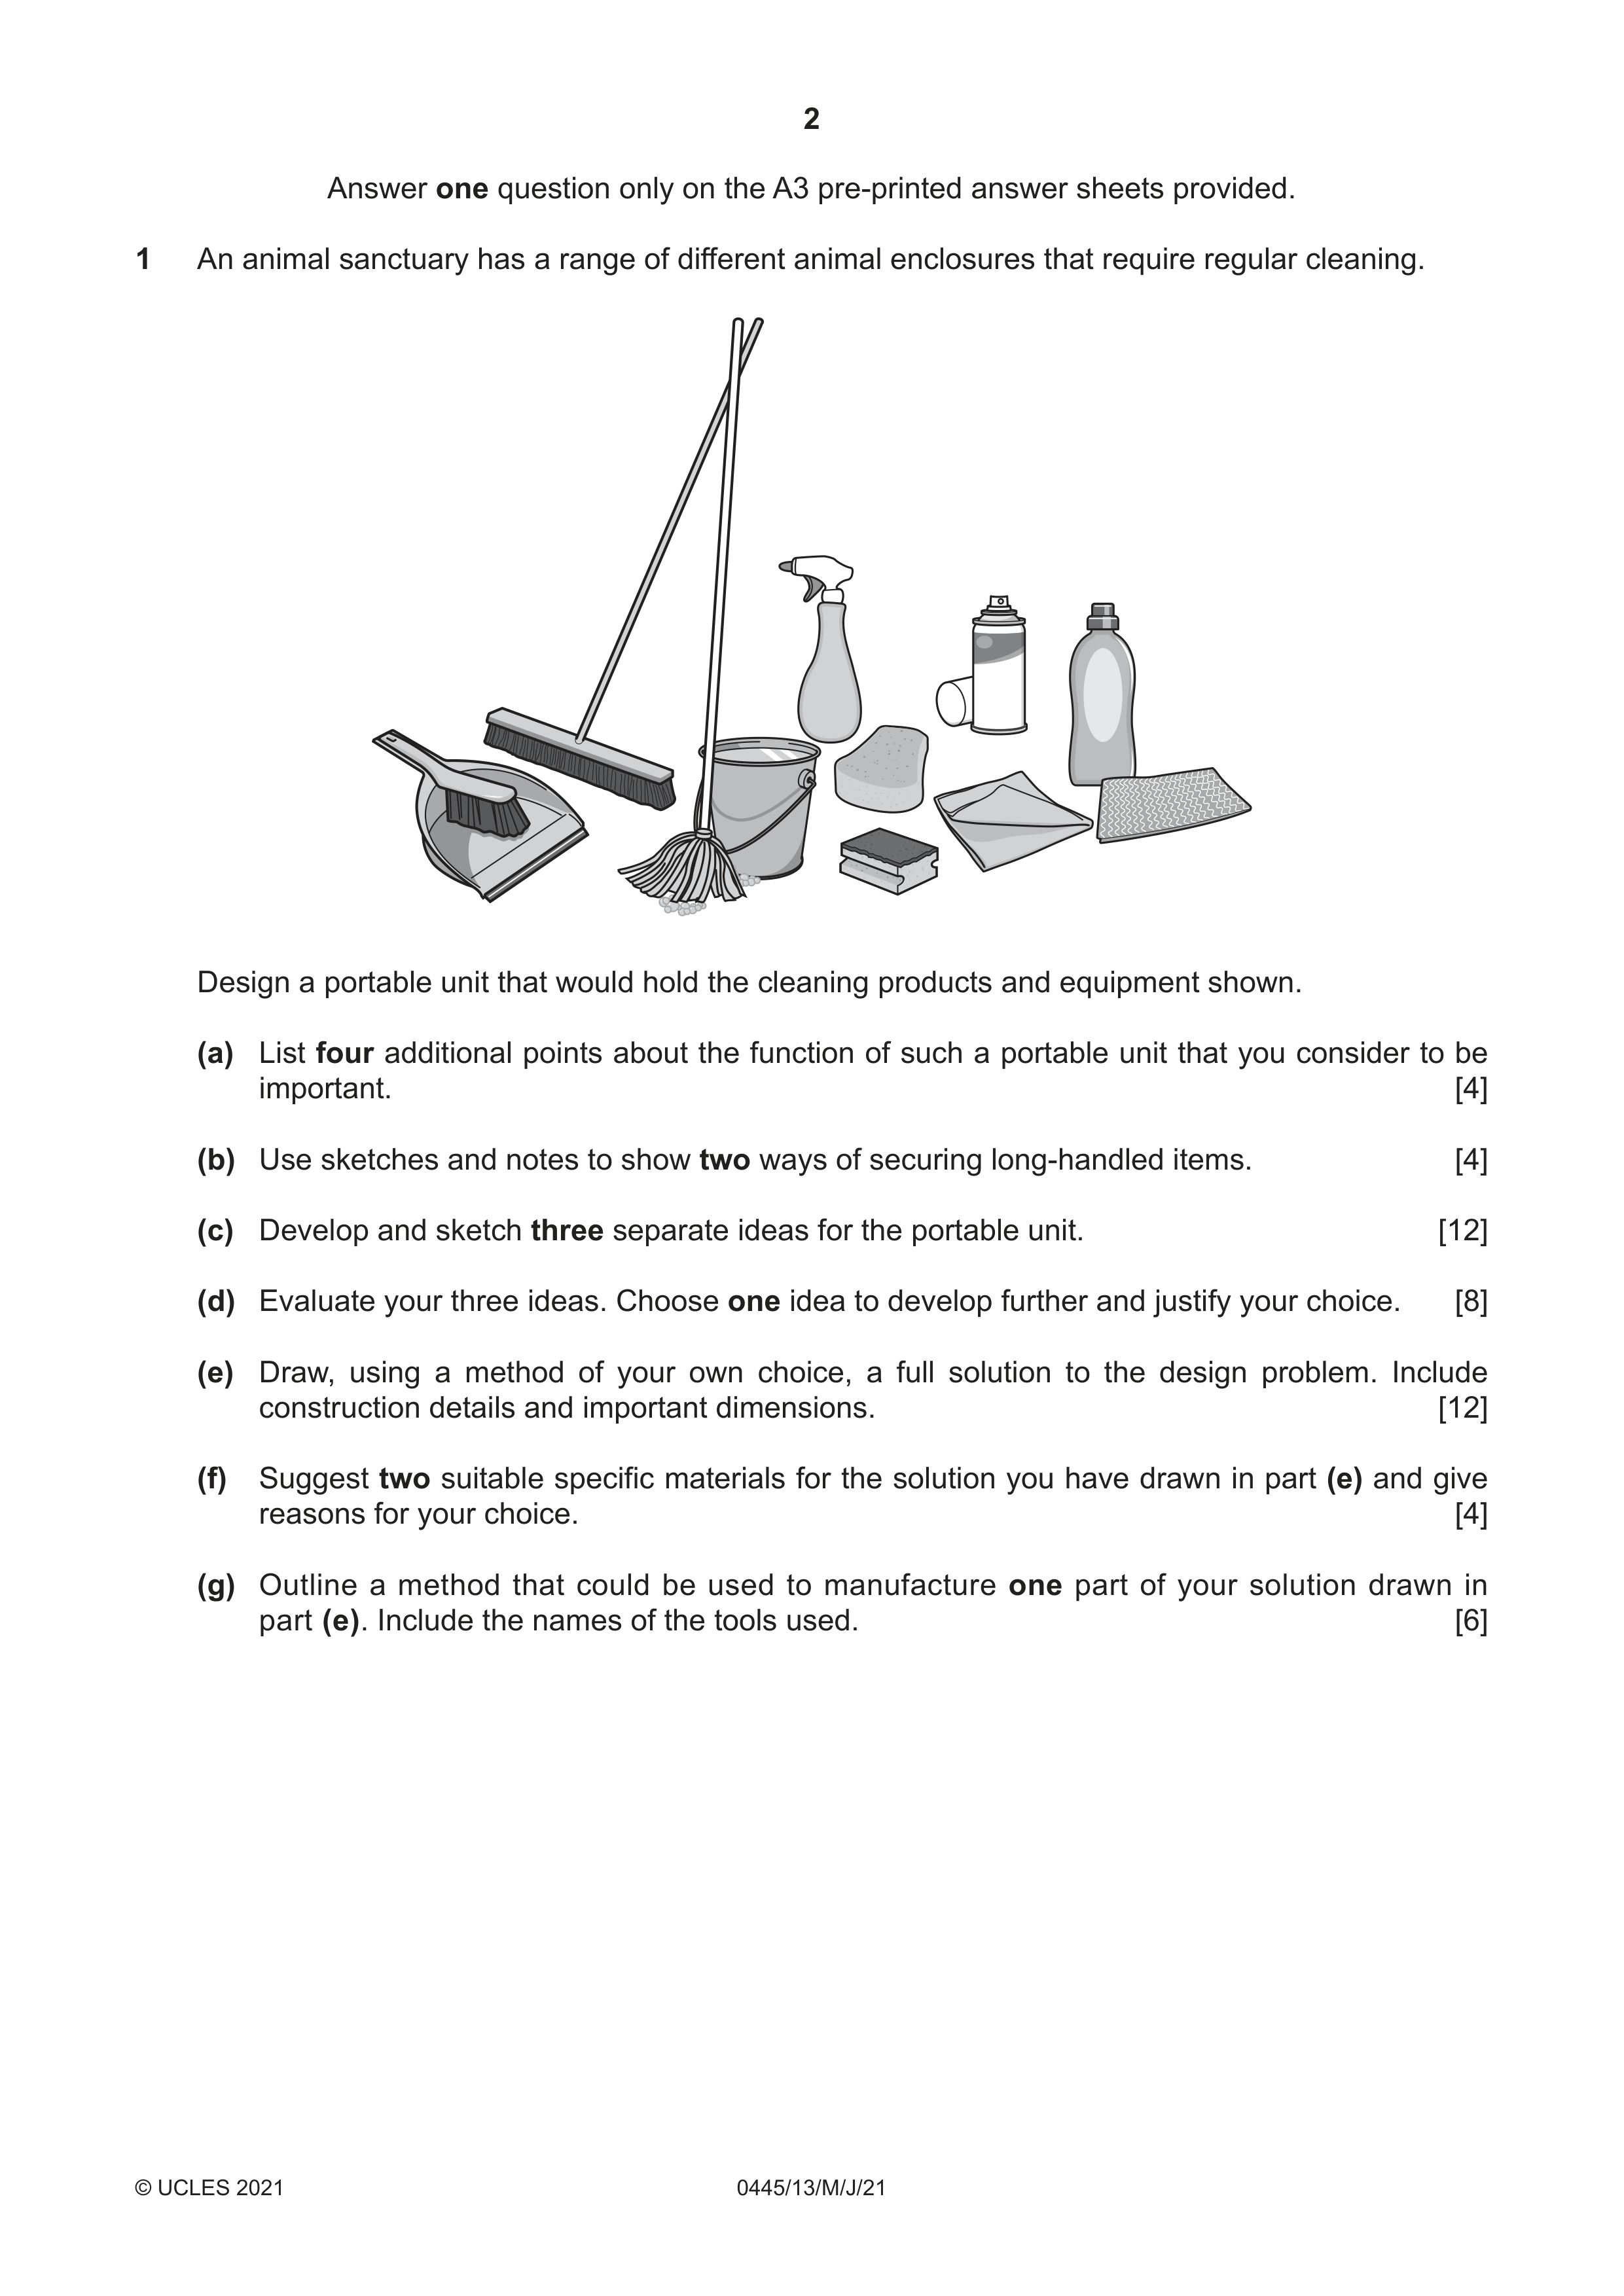 2
Answer one question only on the A3 pre-printed answer sheets provided.
1 An animal sanctuary has a range of different animal enclosures that require regular cleaning.
Design a portable unit that would hold the cleaning products and equipment shown.
(a) List four additional points about the function of such a portable unit that you consider to be
important. [4]
(b) Use sketches and notes to show two ways of securing long-handled items. [4]
(c) Develop and sketch three separate ideas for the portable unit. [12]
(d) Evaluate your three ideas. Choose one idea to develop further and justify your choice. [8]
(e) Draw, using a method of your own choice, a full solution to the design problem. Include
construction details and important dimensions. [12]
(f) Suggest two suitable specific materials for the solution you have drawn in part (e) and give
reasons for your choice. [4]
(g) Outline a method that could be used to manufacture one part of your solution drawn in
part (e). Include the names of the tools used. [6]
© UCLES 2021 0445/13/M/J/21